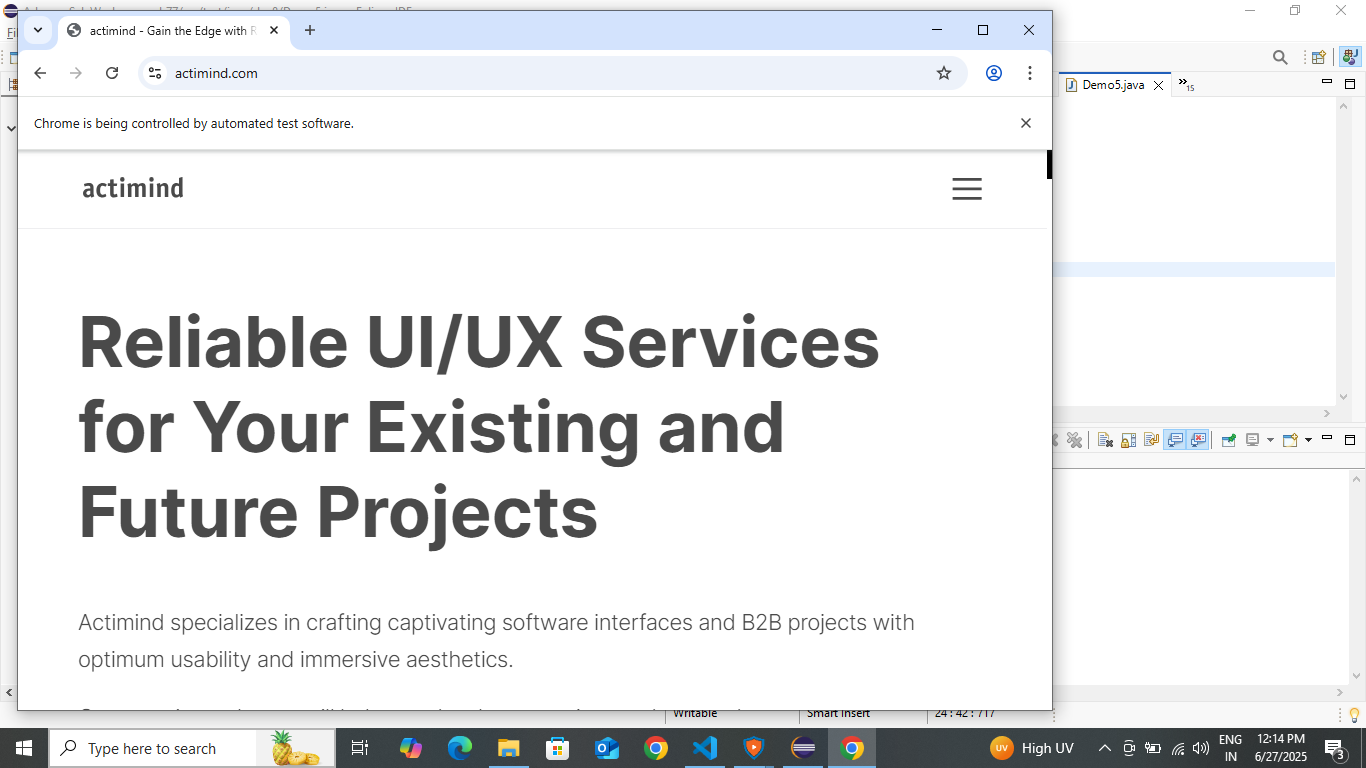 actimind - Gain the Edge with R
actimind.com
Demo5.java
15
Chrome is being controlled by automated test software.
actimind
Reliable UI/UX Services
for Your Existing and
Future Projects
Actimind specializes in crafting captivating software interfaces and B2B projects with
optimum usability and immersive aesthetics.
Writable
Smart Insert
24 : 42 : 717
Type here to search
UV
High UV
ENG
IN
12:14 PM
6/27/2025
3